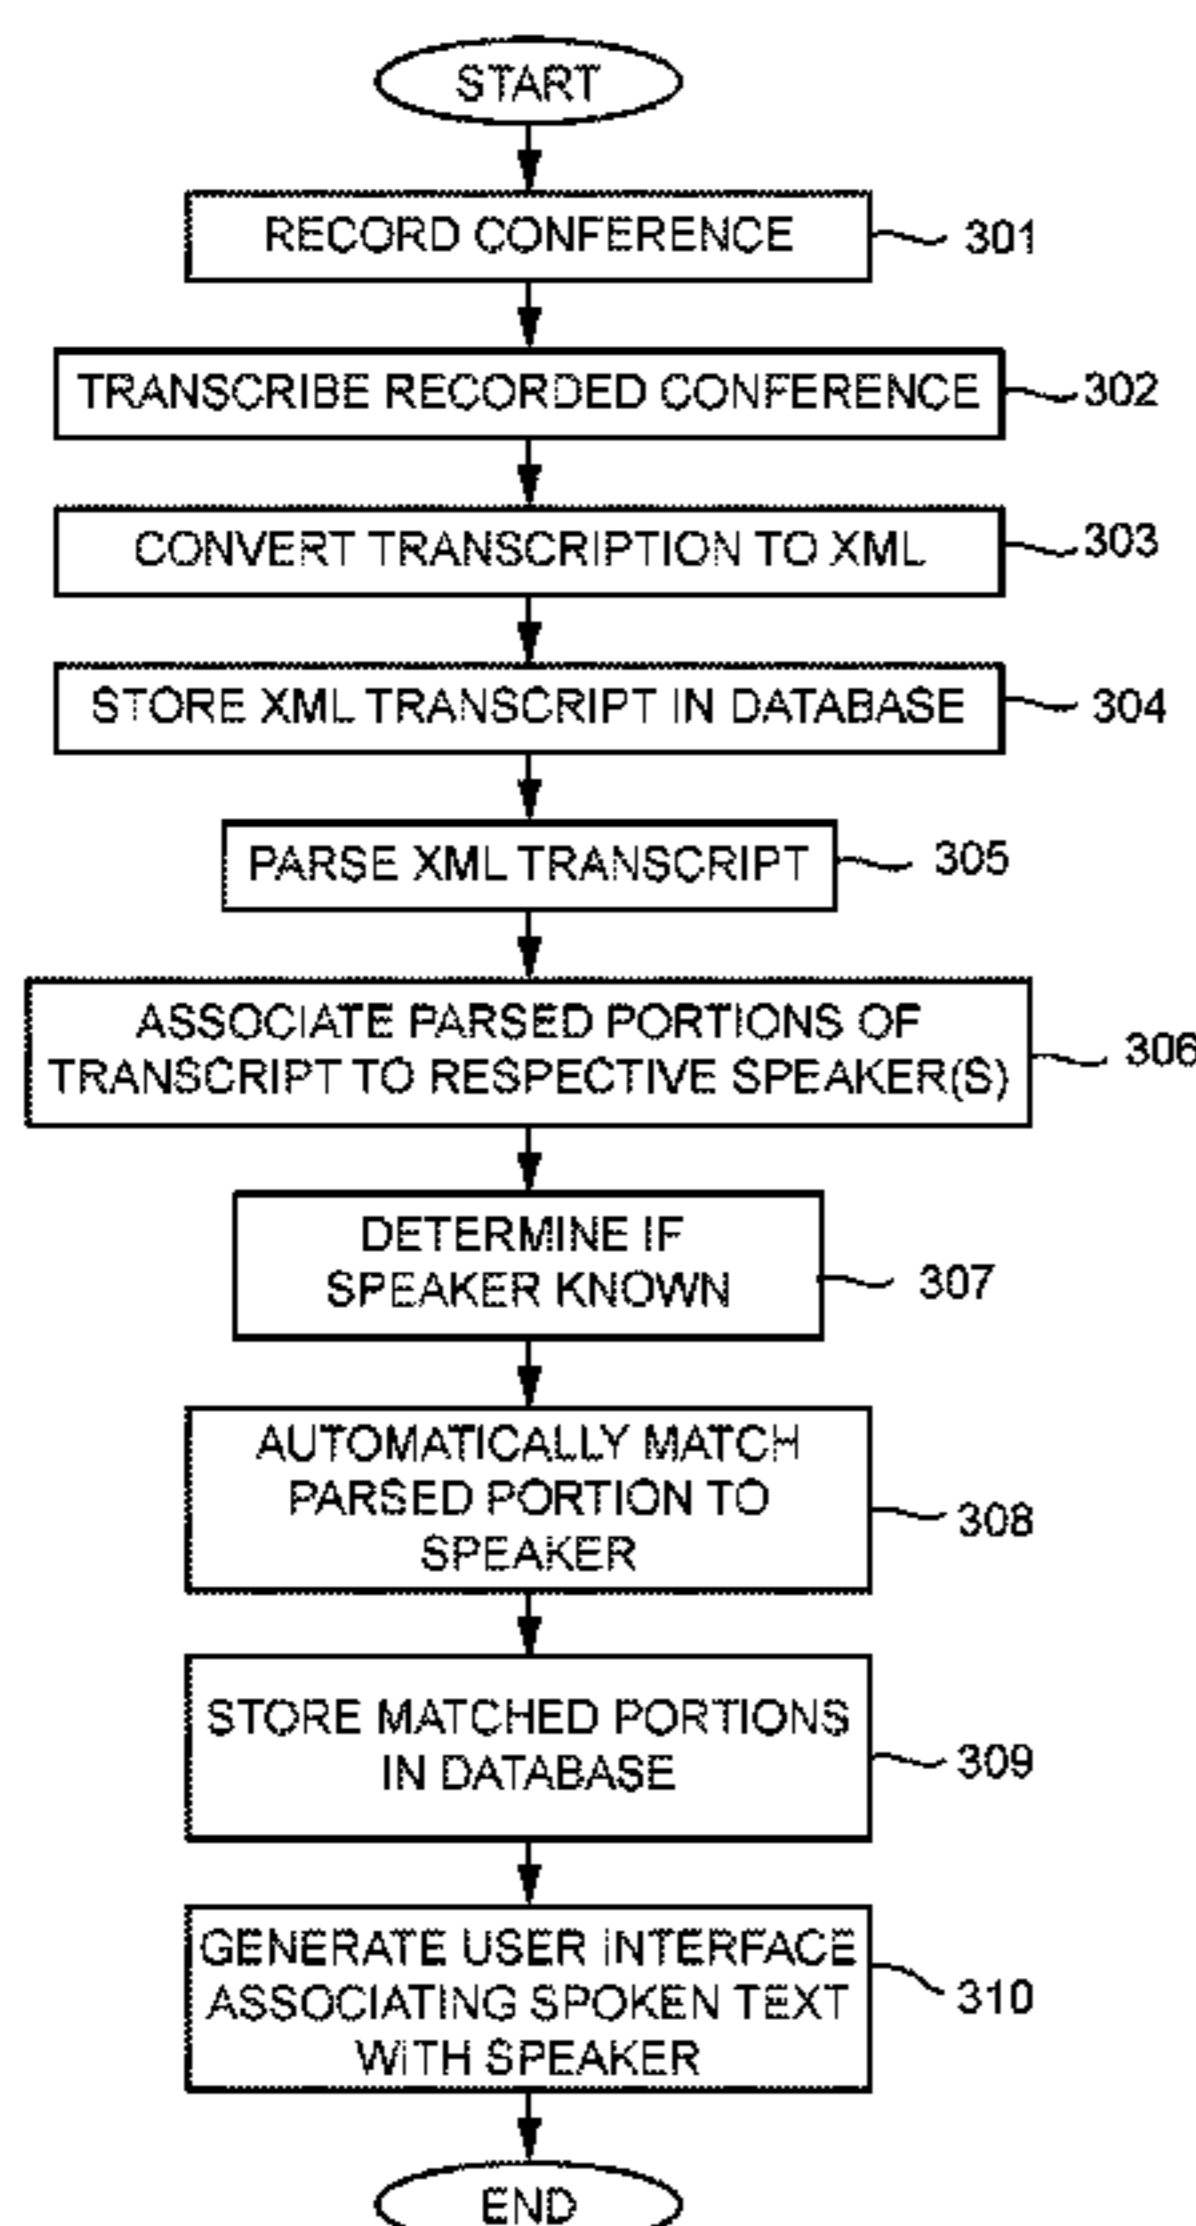 START
RECORD CONFERENCE
301
TRANSCRIBE RECORDED CONFERENCE
302
CONVERT TRANSCRIPTION TO XML
303
STORE XML TRANSCRIPT IN DATABASE
304
PARSE XML TRANSCRIPT
305
ASSOCIATE PARSED PORTIONS OF
TRANSCRIPT TO RESPECTIVE SPEAKER(S)
306
DETERMINE IF
SPEAKER KNOWN
307
AUTOMATICALLY MATCH
PARSED PORTION TO
SPEAKER
308
STORE MATCHED PORTIONS
IN DATABASE
309
GENERATE USER INTERFACE
ASSOCIATING SPOKEN TEXT
WITH SPEAKER
310
END